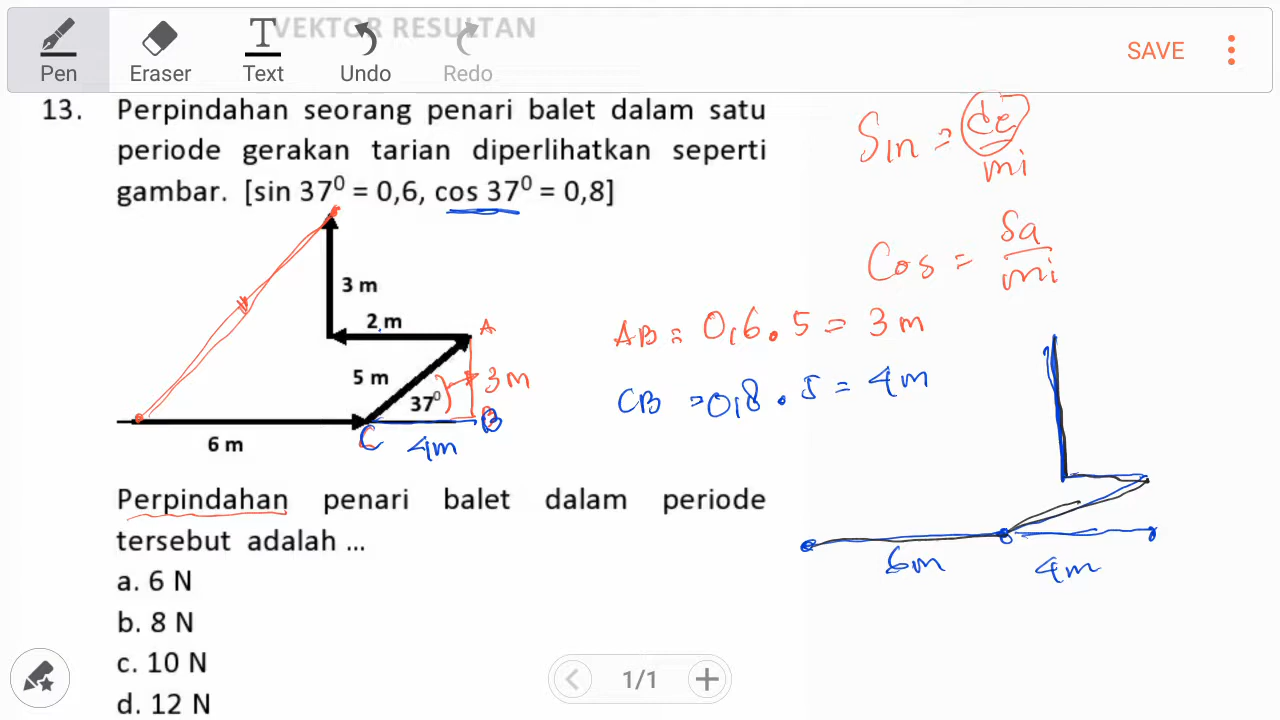 VEKTOR RESULTAN
Pen
Eraser
Text
Undo
Redo
SAVE
13. Perpindahan seorang penari balet dalam satu
periode gerakan tarian diperlihatkan seperti
gambar. [sin 37⁰ = 0,6, cos 37⁰ = 0,8]
Sin = de
mi
Cos = sa
mi
3 m
2 m
A
5 m
3 m
37⁰
C
B
6 m
4m
AB = 0,6 . 5 = 3 m
CB = 0,8 . 5 = 4m
6m
4m
Perpindahan penari balet dalam periode
tersebut adalah ...
a. 6 N
b. 8 N
c. 10 N
d. 12 N
1/1